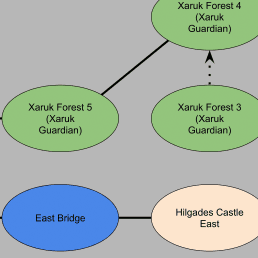 Xaruk Forest 4
(Xaruk
Guardian)
Xaruk Forest 5
(Xaruk
Guardian)
Xaruk Forest 3
(Xaruk
Guardian)
East Bridge
Hilgades Castle
East